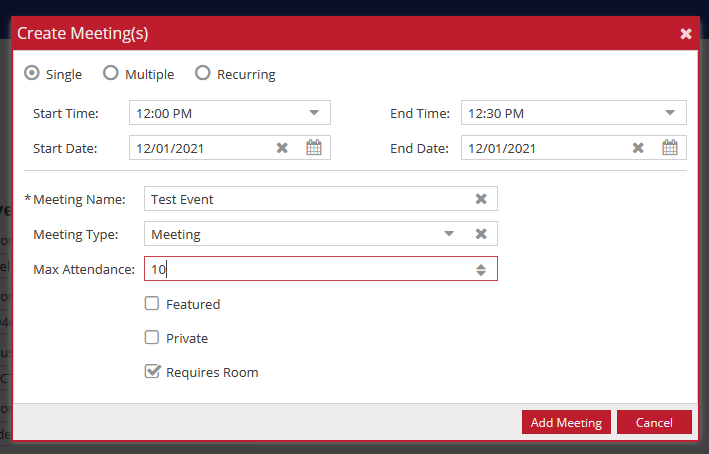 Create Meeting(s)
Single Multiple Recurring
Start Time: 12:00 PM End Time: 12:30 PM
Start Date: 12/01/2021 End Date: 12/01/2021
* Meeting Name: Test Event
Meeting Type: Meeting
Max Attendance: 10
Featured
Private
Requires Room
Add Meeting Cancel